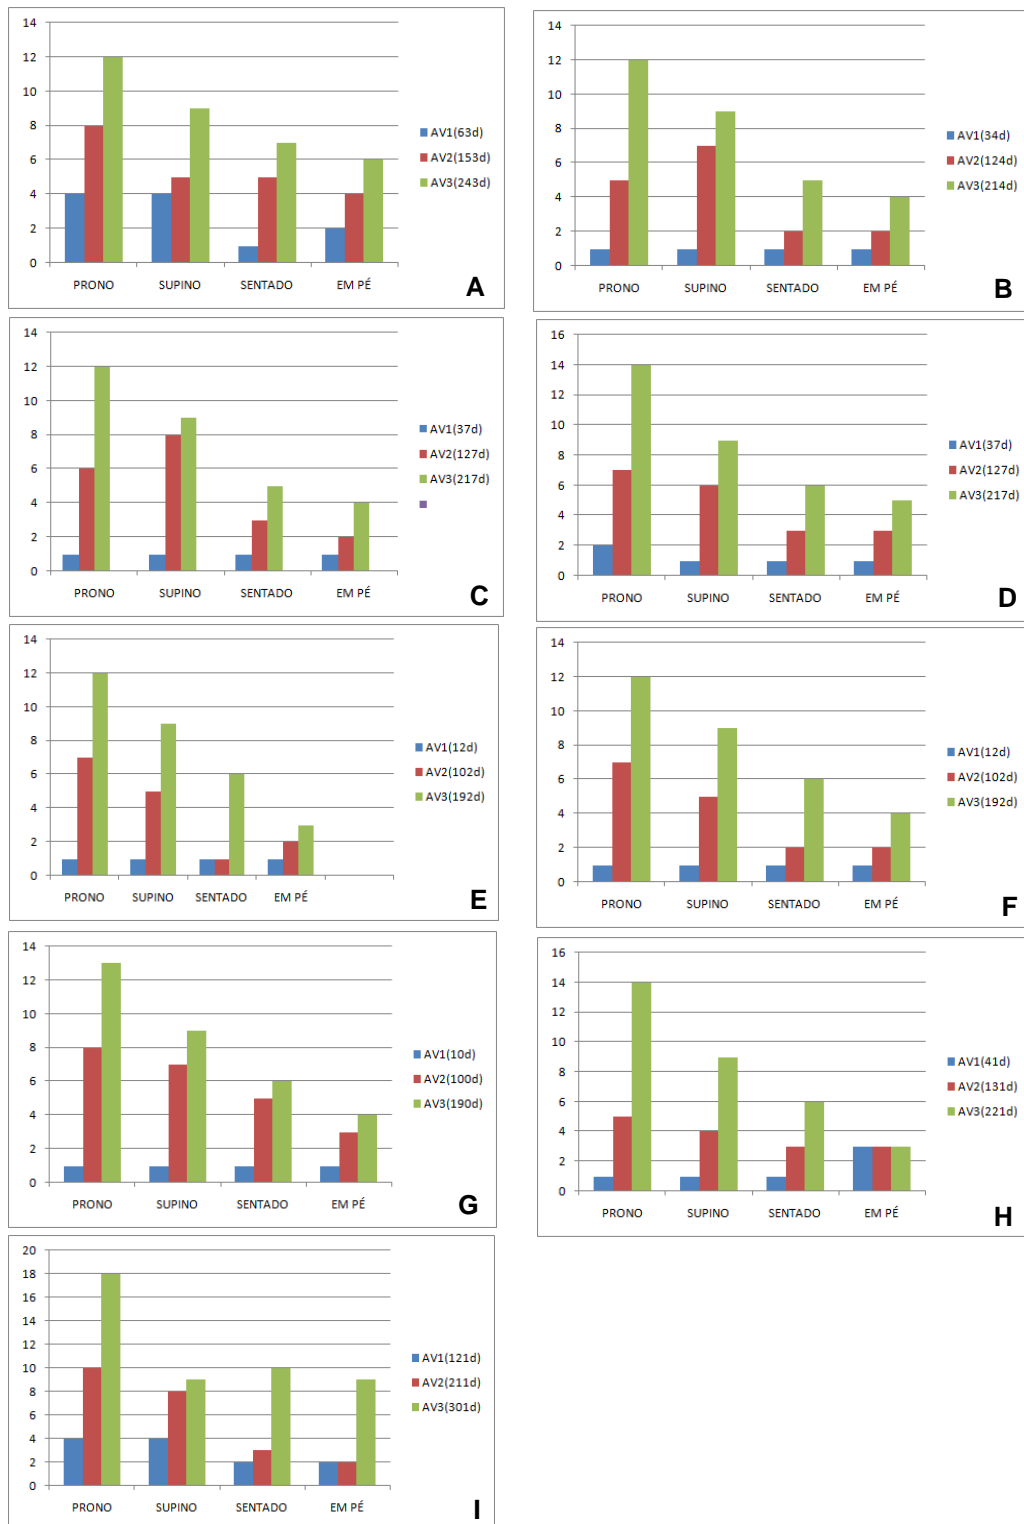 14
12
10
8
6
4
2
0
PRONO SUPINO SENTADO EM PÉ
AV1(63d)
AV2(153d)
AV3(243d)
A
14
12
10
8
6
4
2
0
PRONO SUPINO SENTADO EM PÉ
AV1(34d)
AV2(124d)
AV3(214d)
B
14
12
10
8
6
4
2
0
PRONO SUPINO SENTADO EM PÉ
AV1(37d)
AV2(127d)
AV3(217d)
C
16
14
12
10
8
6
4
2
0
PRONO SUPINO SENTADO EM PÉ
AV1(37d)
AV2(127d)
AV3(217d)
D
14
12
10
8
6
4
2
0
PRONO SUPINO SENTADO EM PÉ
AV1(12d)
AV2(102d)
AV3(192d)
E
14
12
10
8
6
4
2
0
PRONO SUPINO SENTADO EM PÉ
AV1(12d)
AV2(102d)
AV3(192d)
F
14
12
10
8
6
4
2
0
PRONO SUPINO SENTADO EM PÉ
AV1(10d)
AV2(100d)
AV3(190d)
G
16
14
12
10
8
6
4
2
0
PRONO SUPINO SENTADO EM PÉ
AV1(41d)
AV2(131d)
AV3(221d)
H
20
18
16
14
12
10
8
6
4
2
0
PRONO SUPINO SENTADO EM PÉ
AV1(121d)
AV2(211d)
AV3(301d)
I